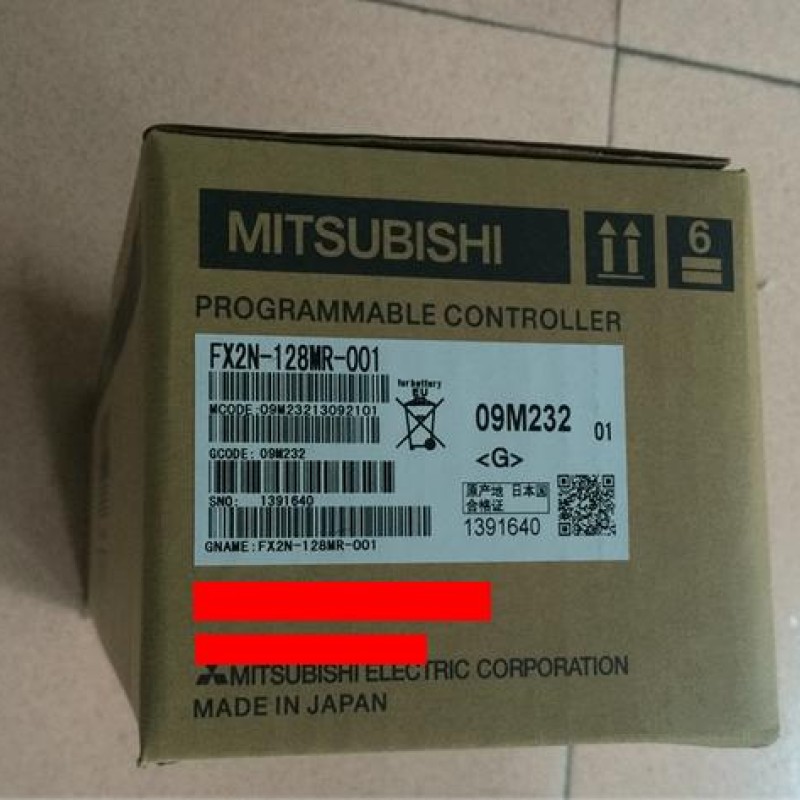 MITSUBISHI
6
PROGRAMMABLE CONTROLLER
FX2N-128MR-001
MCODE:09M23213092101
GCODE: 09M232
SNO: 1391640
GNAME:FX2N-128MR-001
for battery
EU
09M232 01
<G>
原产地 日本国
合格证
1391640
MITSUBISHI ELECTRIC CORPORATION
MADE IN JAPAN